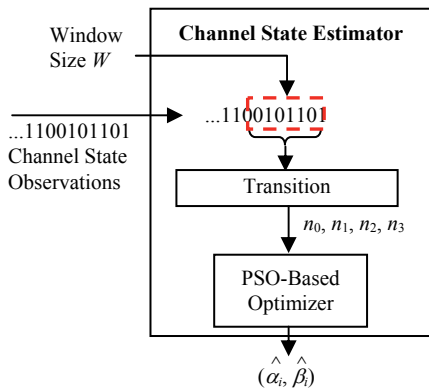 Window
Size W
Channel State Estimator
...1100101101
...1100101101
Channel State
Observations
Transition
n₀, n₁, n₂, n₃
PSO-Based
Optimizer
(α̂ᵢ, β̂ᵢ)